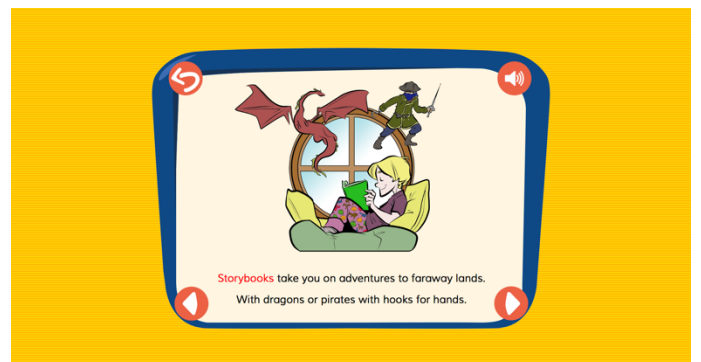 Storybooks take you on adventures to faraway lands.
With dragons or pirates with hooks for hands.